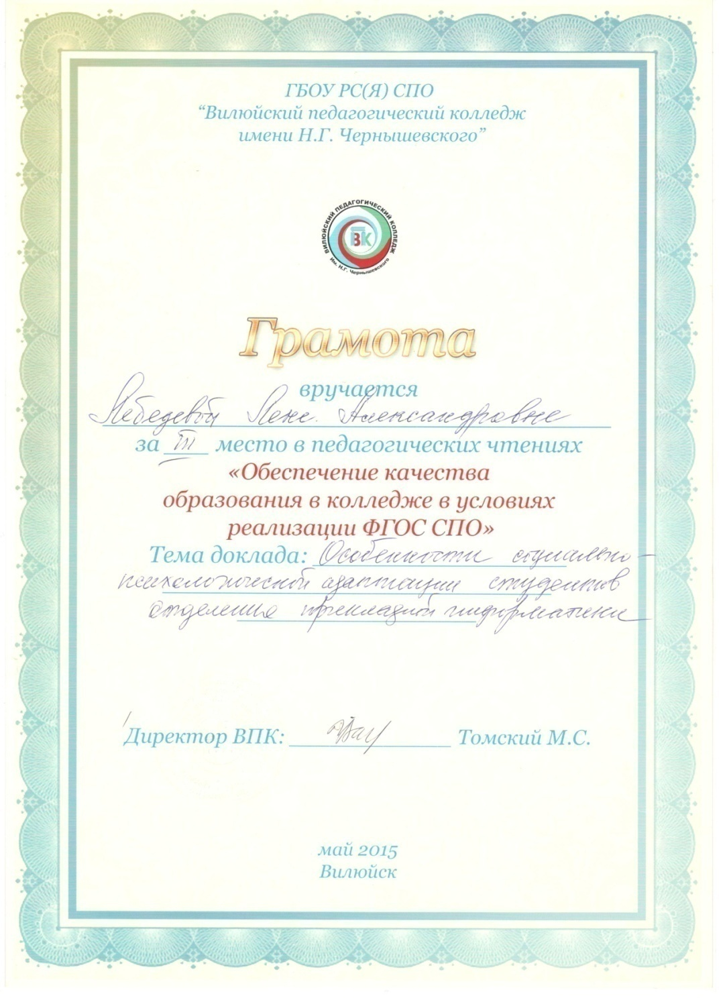 ГБОУ РС(Я) СПО
“Вилюйский педагогический колледж
имени Н.Г. Чернышевского”
ВИЛЮЙСКИЙ ПЕДАГОГИЧЕСКИЙ КОЛЛЕДЖ
ВПК
Им. Н.Г. Чернышевского
Грамота
вручается
Лебедевой Лене Александровне
за III место в педагогических чтениях
«Обеспечение качества
образования в колледже в условиях
реализации ФГОС СПО»
Тема доклада: Особенности социально-
психологической адаптации студентов
отделения прикладной информатики
Директор ВПК: Томский М.С.
май 2015
Вилюйск